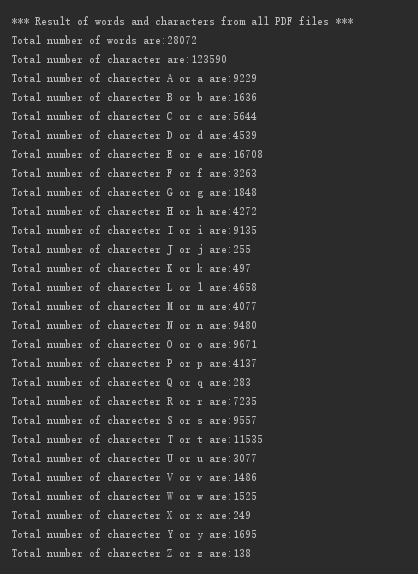 *** Result of words and characters from all PDF files ***
Total number of words are:28072
Total number of character are:123590
Total number of charecter A or a are:9229
Total number of charecter B or b are:1636
Total number of charecter C or c are:5644
Total number of charecter D or d are:4539
Total number of charecter E or e are:16708
Total number of charecter F or f are:3263
Total number of charecter G or g are:1848
Total number of charecter H or h are:4272
Total number of charecter I or i are:9135
Total number of charecter J or j are:255
Total number of charecter K or k are:497
Total number of charecter L or l are:4658
Total number of charecter M or m are:4077
Total number of charecter N or n are:9480
Total number of charecter O or o are:9671
Total number of charecter P or p are:4137
Total number of charecter Q or q are:283
Total number of charecter R or r are:7235
Total number of charecter S or s are:9557
Total number of charecter T or t are:11535
Total number of charecter U or u are:3077
Total number of charecter V or v are:1486
Total number of charecter W or w are:1525
Total number of charecter X or x are:249
Total number of charecter Y or y are:1695
Total number of charecter Z or z are:138